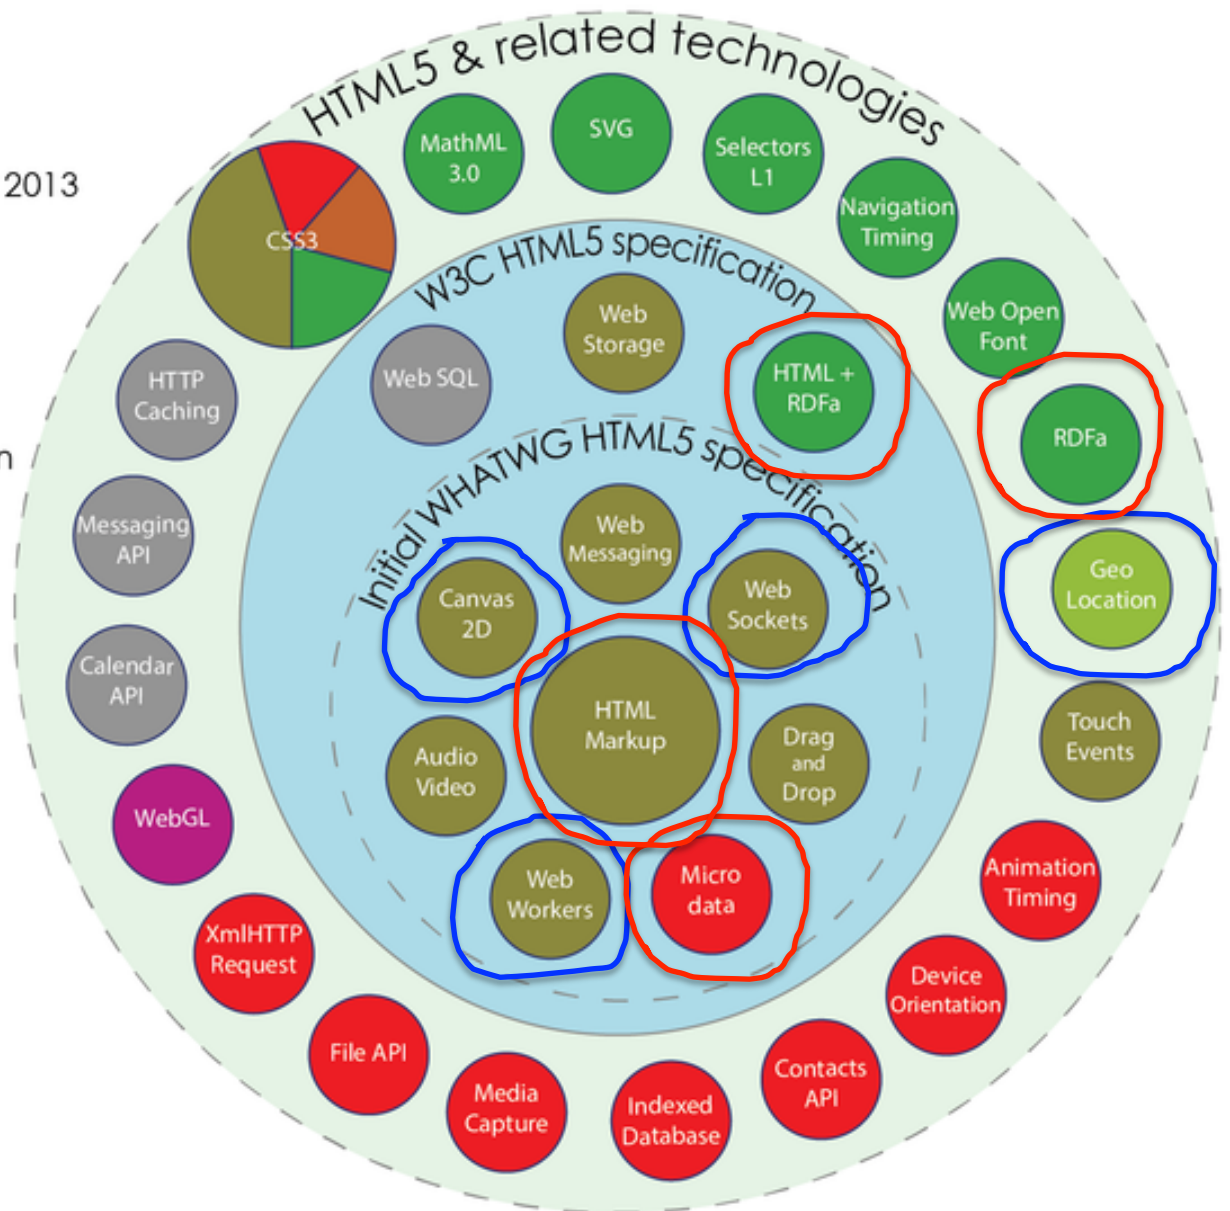 HTML5 & related technologies
2013
n
MathML
3.0
SVG
Selectors
L1
Navigation
Timing
Web Open
Font
RDFa
Geo
Location
Touch
Events
Animation
Timing
Device
Orientation
Contacts
API
Indexed
Database
Media
Capture
File API
XmlHTTP
Request
WebGL
Calendar
API
Messaging
API
HTTP
Caching
CSS3
W3C HTML5 specification
Web SQL
Web
Storage
HTML +
RDFa
Initial WHATWG HTML5 specification
Canvas
2D
Web
Messaging
Web
Sockets
HTML
Markup
Audio
Video
Drag
and
Drop
Web
Workers
Micro
data